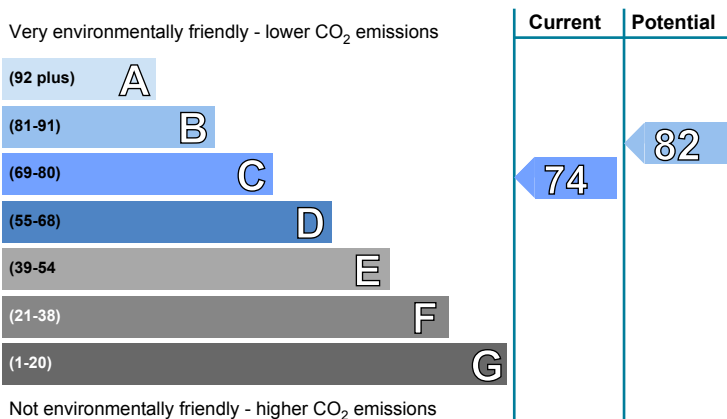 Very environmentally friendly - lower CO₂ emissions
Current
Potential
(92 plus) A
(81-91) B
(69-80) C
(55-68) D
(39-54 E
(21-38) F
(1-20) G
74
82
Not environmentally friendly - higher CO₂ emissions